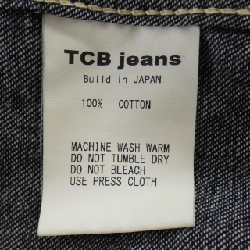 TCB jeans
Build in JAPAN
100% COTTON
MACHINE WASH WARM
DO NOT TUMBLE DRY
DO NOT BLEACH
USE PRESS CLOTH